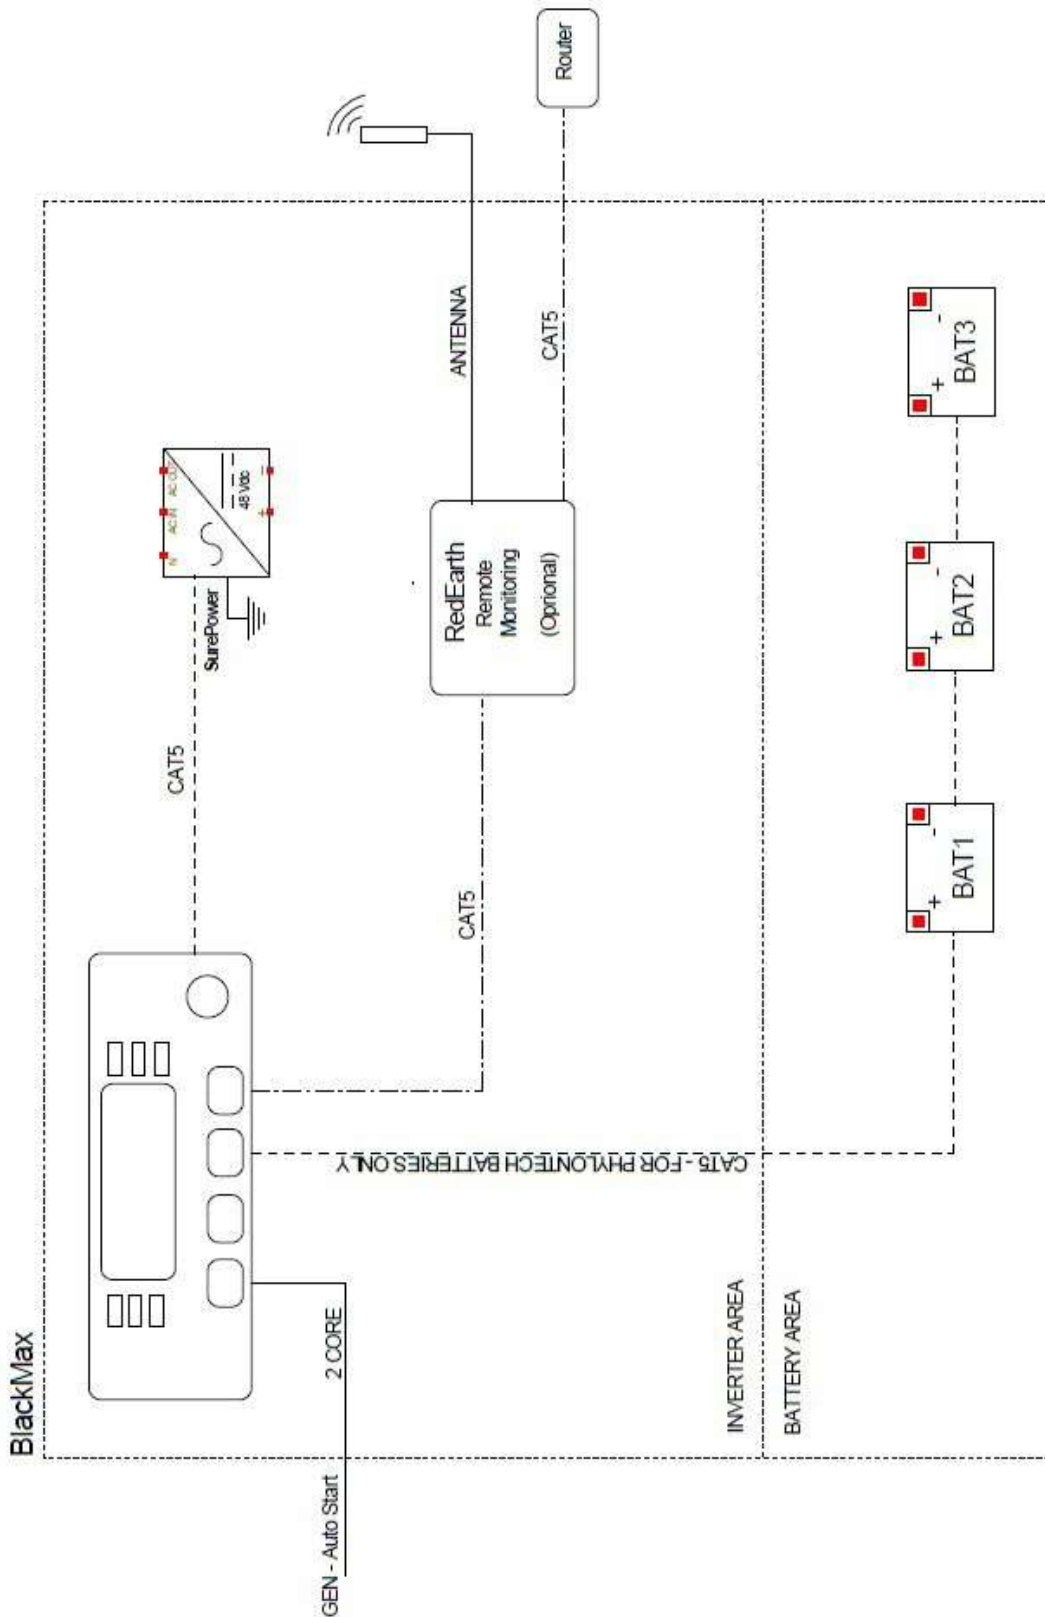 BlackMax
CAT5
SurePower
N
AC IN
AC OUT
48 Vdc
+
-
ANTENNA
Router
CAT5
RedEarth
Remote
Monitoring
(Oprional)
CAT5
2 CORE
GEN - Auto Start
CAT5 - FOR PHYLONTECH BATTERIES ONLY
INVERTER AREA
BATTERY AREA
+
-
BAT1
+
-
BAT2
+
-
BAT3